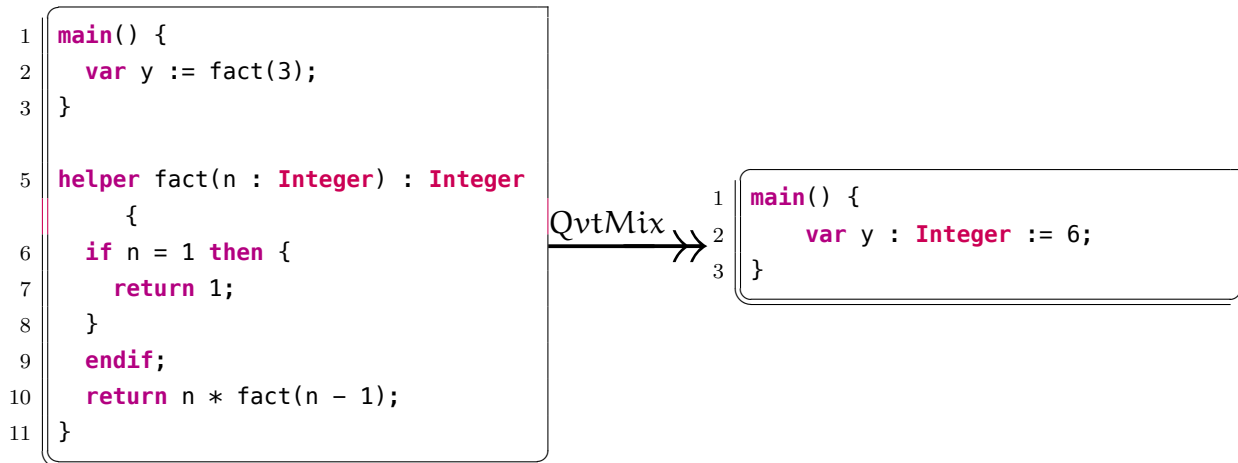 1 main() {
2 var y := fact(3);
3 }
5 helper fact(n : Integer) : Integer
{
6 if n = 1 then {
7 return 1;
8 }
9 endif;
10 return n * fact(n − 1);
11 }
QvtMix
1 main() {
2 var y : Integer := 6;
3 }